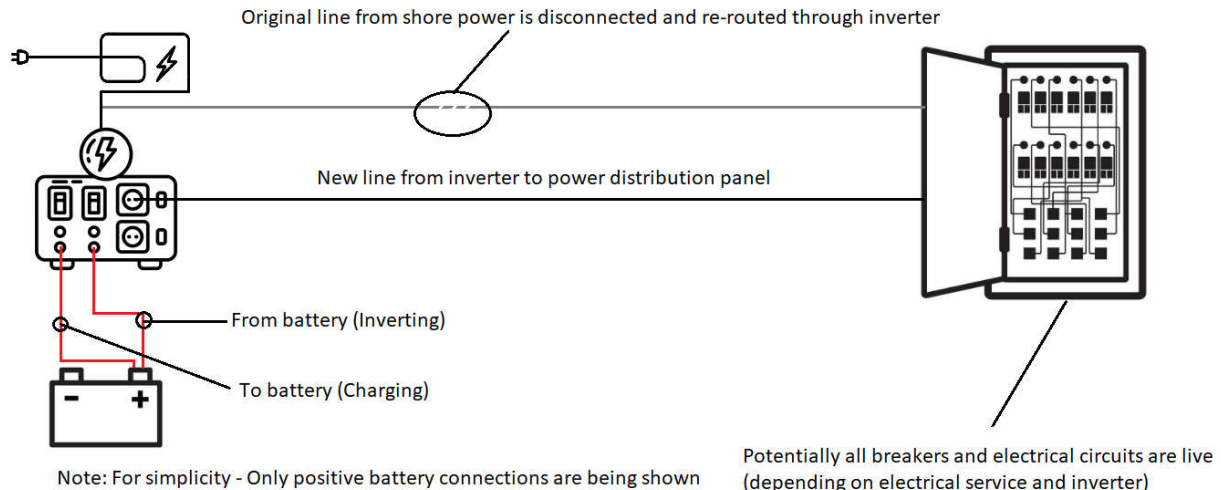 Original line from shore power is disconnected and re-routed through inverter
New line from inverter to power distribution panel
From battery (Inverting)
To battery (Charging)
- +
Note: For simplicity - Only positive battery connections are being shown
Potentially all breakers and electrical circuits are live
(depending on electrical service and inverter)